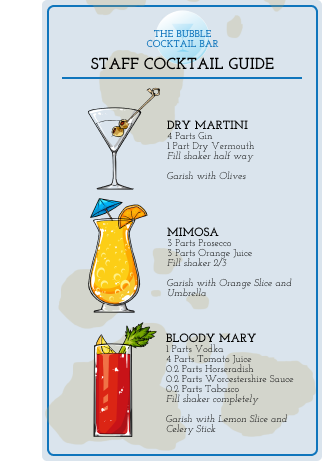 THE BUBBLE
COCKTAIL BAR
STAFF COCKTAIL GUIDE
DRY MARTINI
4 Parts Gin
1 Part Dry Vermouth
Fill shaker half way
Garish with Olives
MIMOSA
3 Parts Prosecco
3 Parts Orange Juice
Fill shaker 2/3
Garish with Orange Slice and
Umbrella
BLOODY MARY
1 Parts Vodka
4 Parts Tomato Juice
0.2 Parts Horseradish
0.2 Parts Worcestershire Sauce
0.2 Parts Tabasco
Fill shaker completely
Garish with Lemon Slice and
Celery Stick